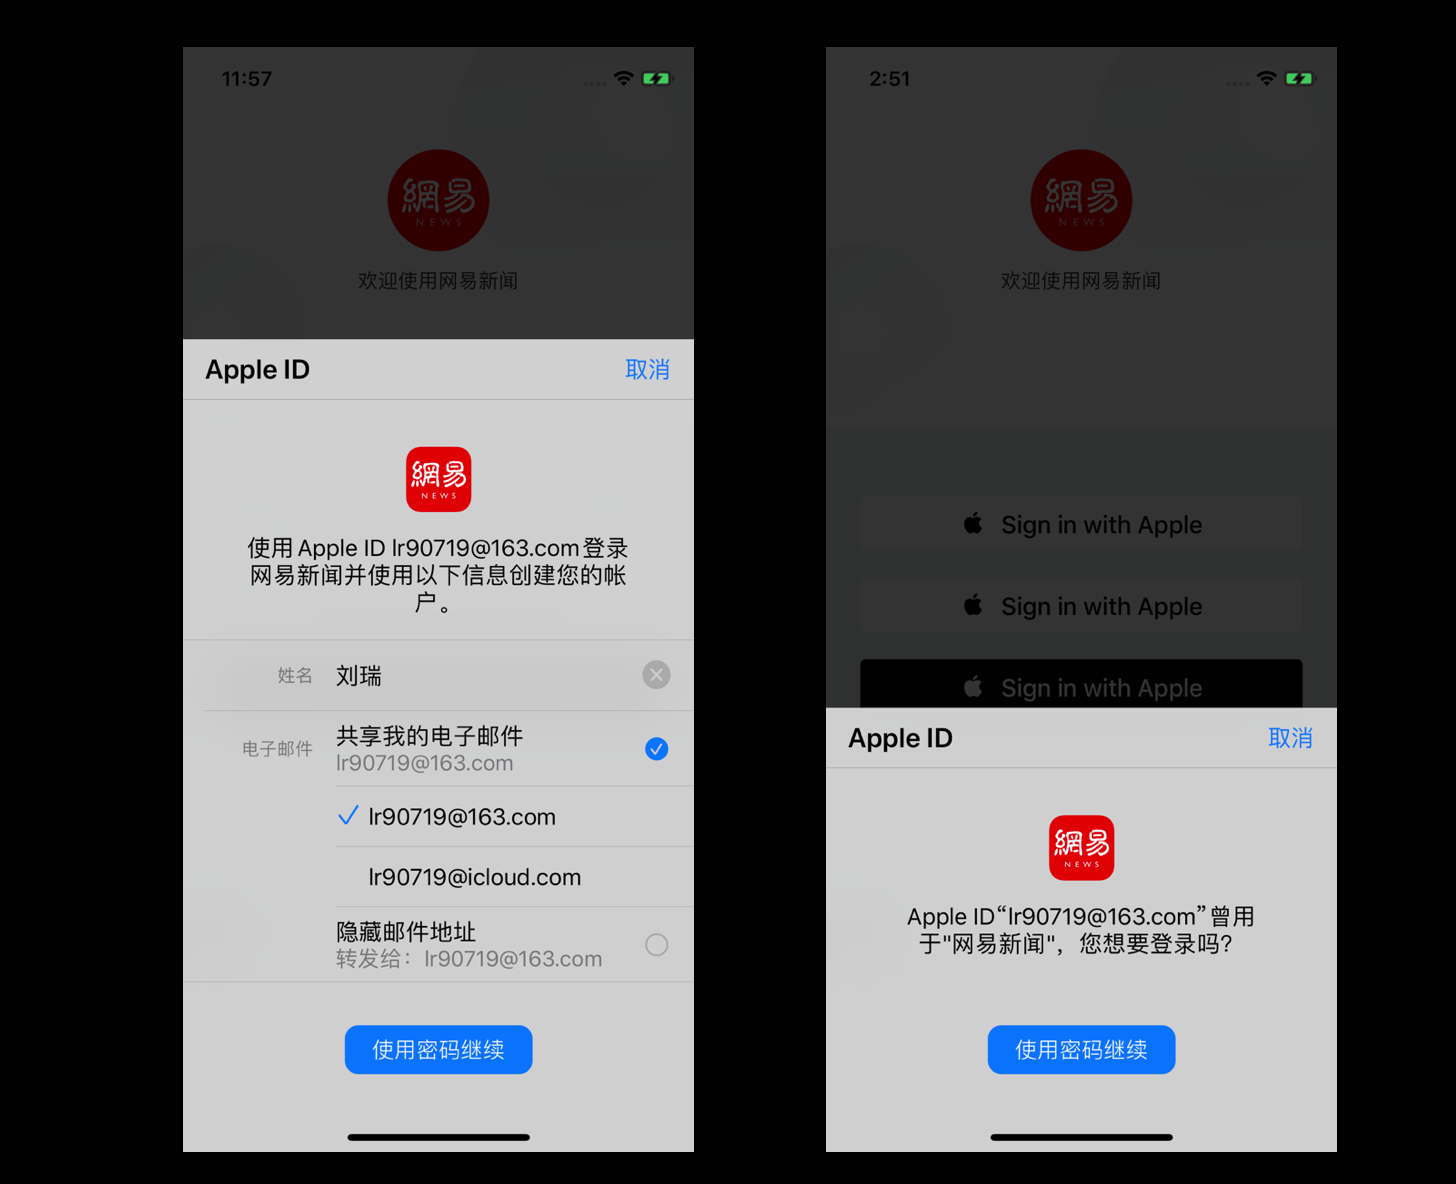 11:57
網易
NEWS
欢迎使用网易新闻
Apple ID
取消
網易
NEWS
使用 Apple ID lr90719@163.com 登录
网易新闻并使用以下信息创建您的帐
户。
姓名
刘瑞
电子邮件
共享我的电子邮件
lr90719@163.com
lr90719@163.com
lr90719@icloud.com
隐藏邮件地址
转发给：lr90719@163.com
使用密码继续
2:51
網易
NEWS
欢迎使用网易新闻
Sign in with Apple
Sign in with Apple
Sign in with Apple
Apple ID
取消
網易
NEWS
Apple ID“lr90719@163.com”曾用
于"网易新闻"，您想要登录吗？
使用密码继续